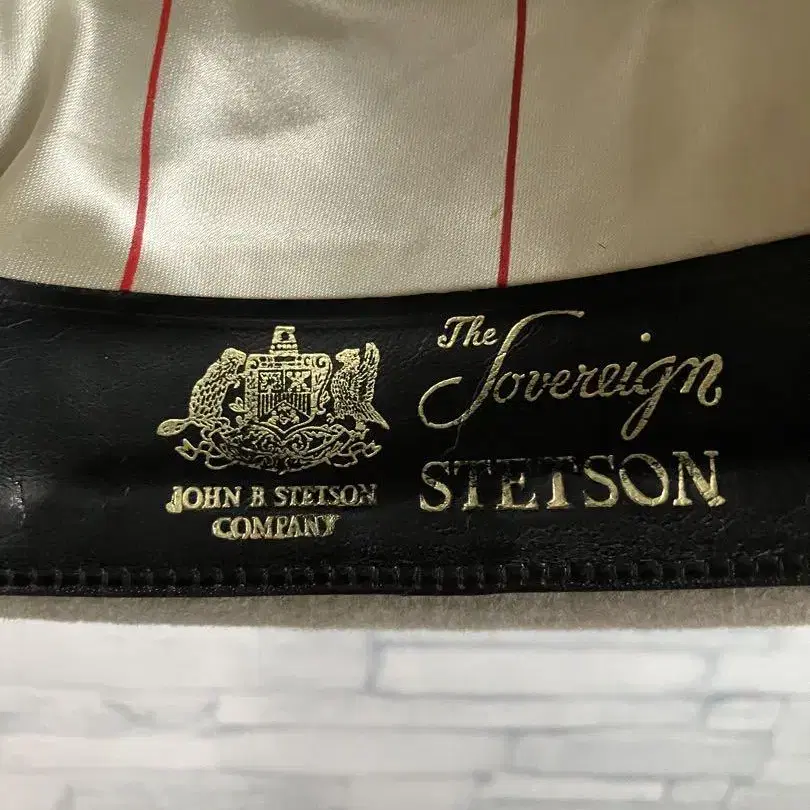 The Sovereign
STETSON
JOHN B STETSON
COMPANY